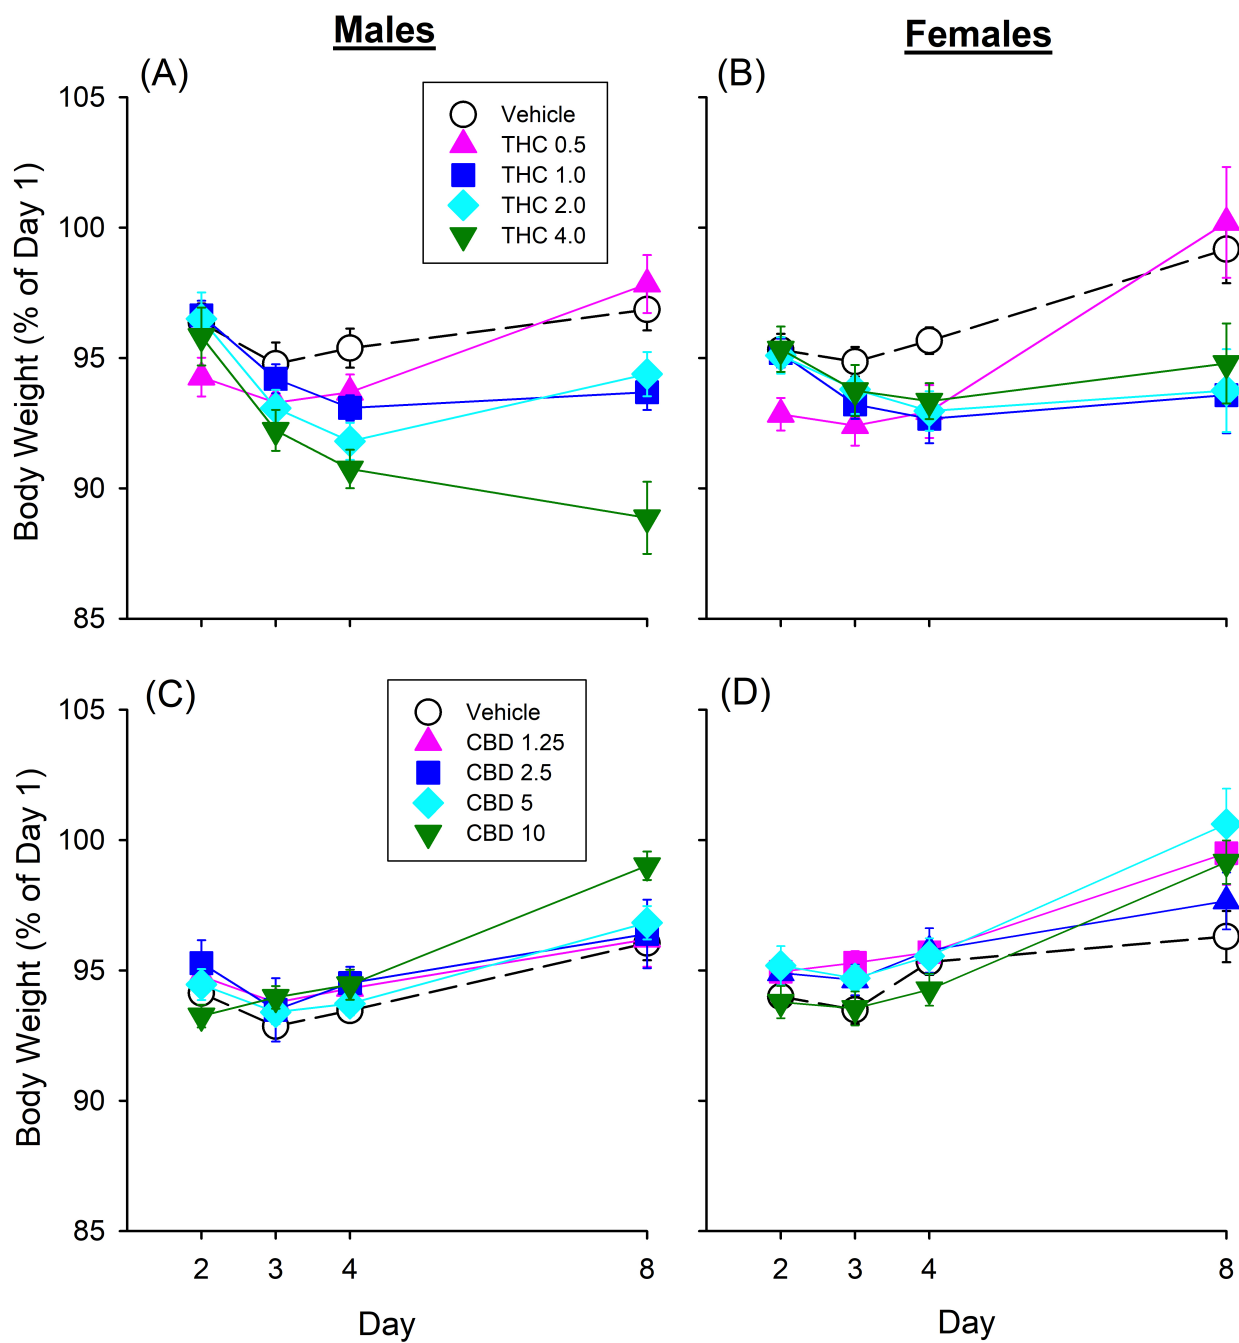 Males
Females
(A)
(B)
Vehicle
THC 0.5
THC 1.0
THC 2.0
THC 4.0
105
100
95
90
85
Body Weight (% of Day 1)
(C)
(D)
Vehicle
CBD 1.25
CBD 2.5
CBD 5
CBD 10
105
100
95
90
85
Body Weight (% of Day 1)
2 3 4 8
2 3 4 8
Day
Day